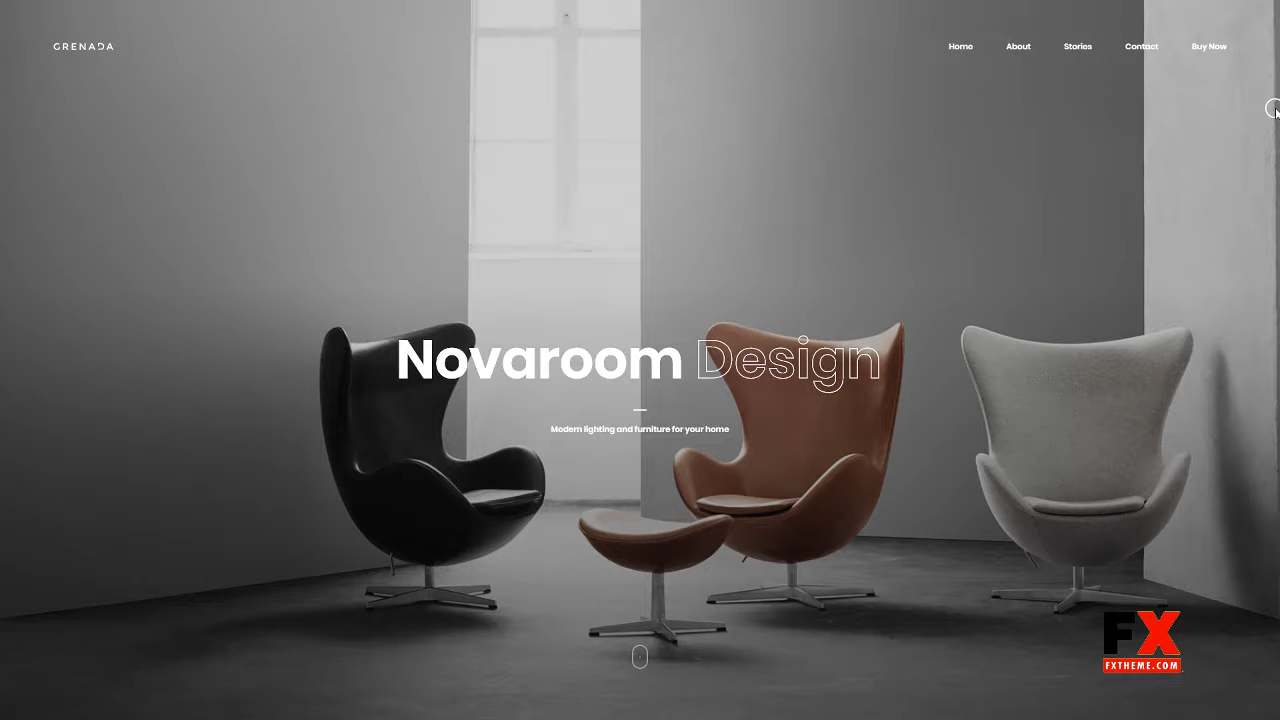 GRENADA
Home About Stories Contact Buy Now
Novaroom Design
Modern lighting and furniture for your home
FX
FXTHEME.COM